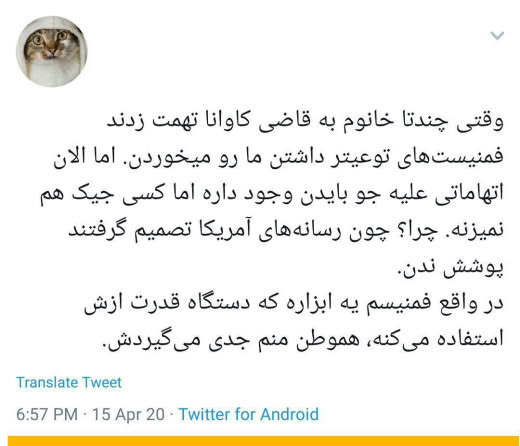 وقتی چندتا خانوم به قاضی کاوانا تهمت زدند
فمنیست‌های توعیتر داشتن ما رو میخوردن. اما الان
اتهاماتی علیه جو بایدن وجود داره اما کسی جیک هم
نمیزنه. چرا؟ چون رسانه‌های آمریکا تصمیم گرفتند
پوشش ندن.
در واقع فمنیسم یه ابزاره که دستگاه قدرت ازش
استفاده می‌کنه، هموطن منم جدی می‌گیردش.
Translate Tweet
6:57 PM · 15 Apr 20 · Twitter for Android